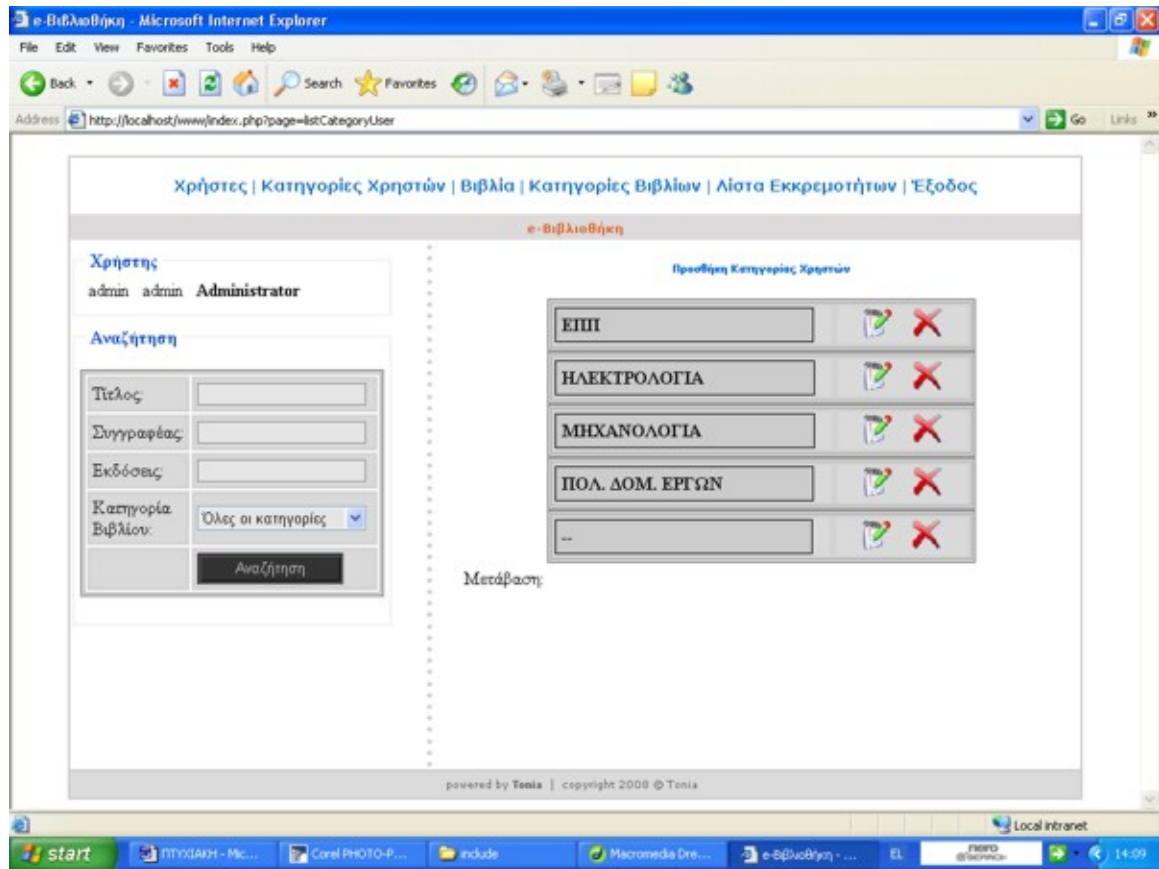 e-Βιβλιοθήκη - Microsoft Internet Explorer
File Edit View Favorites Tools Help
Back Search Favorites
Address http://localhost/www/index.php?page=listCategoryUser Go Links
Χρήστες | Κατηγορίες Χρηστών | Βιβλία | Κατηγορίες Βιβλίων | Λίστα Εκκρεμοτήτων | Έξοδος
e-Βιβλιοθήκη
Χρήστης
admin admin Administrator
Αναζήτηση
Τίτλος:
Συγγραφέας:
Εκδόσεις:
Κατηγορία Βιβλίου: Όλες οι κατηγορίες
Αναζήτηση
Προσθήκη Κατηγορίας Χρηστών
ΕΠΠ
ΗΛΕΚΤΡΟΛΟΓΙΑ
ΜΗΧΑΝΟΛΟΓΙΑ
ΠΟΛ. ΔΟΜ. ΕΡΓΩΝ
--
Μετάβαση:
powered by Tonia | copyright 2008 @ Tonia
Local intranet
start ΠΤΥΧΙΑΚΗ - Mic... Corel PHOTO-P... include Macromedia Dre... e-Βιβλιοθήκη - ... EL nero 14:09